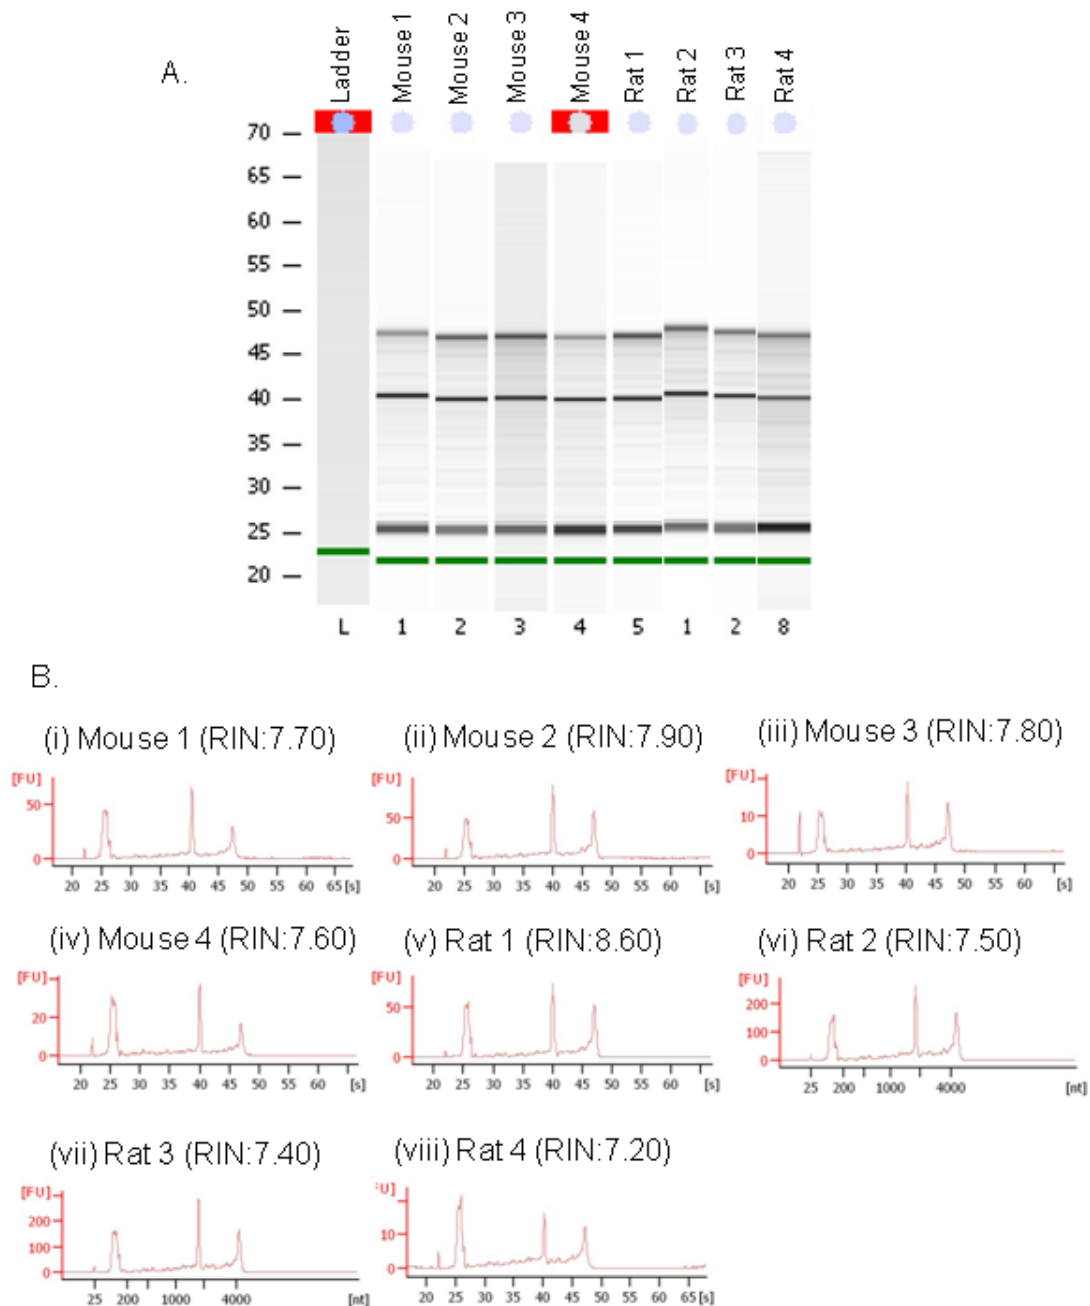 A.
Ladder Mouse 1 Mouse 2 Mouse 3 Mouse 4 Rat 1 Rat 2 Rat 3 Rat 4
70
65
60
55
50
45
40
35
30
25
20
L 1 2 3 4 5 1 2 8
B.
(i) Mouse 1 (RIN:7.70)
[FU]
50
0
20 25 30 35 40 45 50 55 60 65 [s]
(ii) Mouse 2 (RIN:7.90)
[FU]
50
0
20 25 30 35 40 45 50 55 60 [s]
(iii) Mouse 3 (RIN:7.80)
[FU]
10
0
20 25 30 35 40 45 50 55 60 [s]
(iv) Mouse 4 (RIN:7.60)
[FU]
20
0
20 25 30 35 40 45 50 55 60 [s]
(v) Rat 1 (RIN:8.60)
[FU]
50
0
20 25 30 35 40 45 50 55 60 [s]
(vi) Rat 2 (RIN:7.50)
[FU]
200
100
0
25 200 1000 4000 [nt]
(vii) Rat 3 (RIN:7.40)
[FU]
200
100
0
25 200 1000 4000 [nt]
(viii) Rat 4 (RIN:7.20)
[FU]
10
0
20 25 30 35 40 45 50 55 60 65 [s]